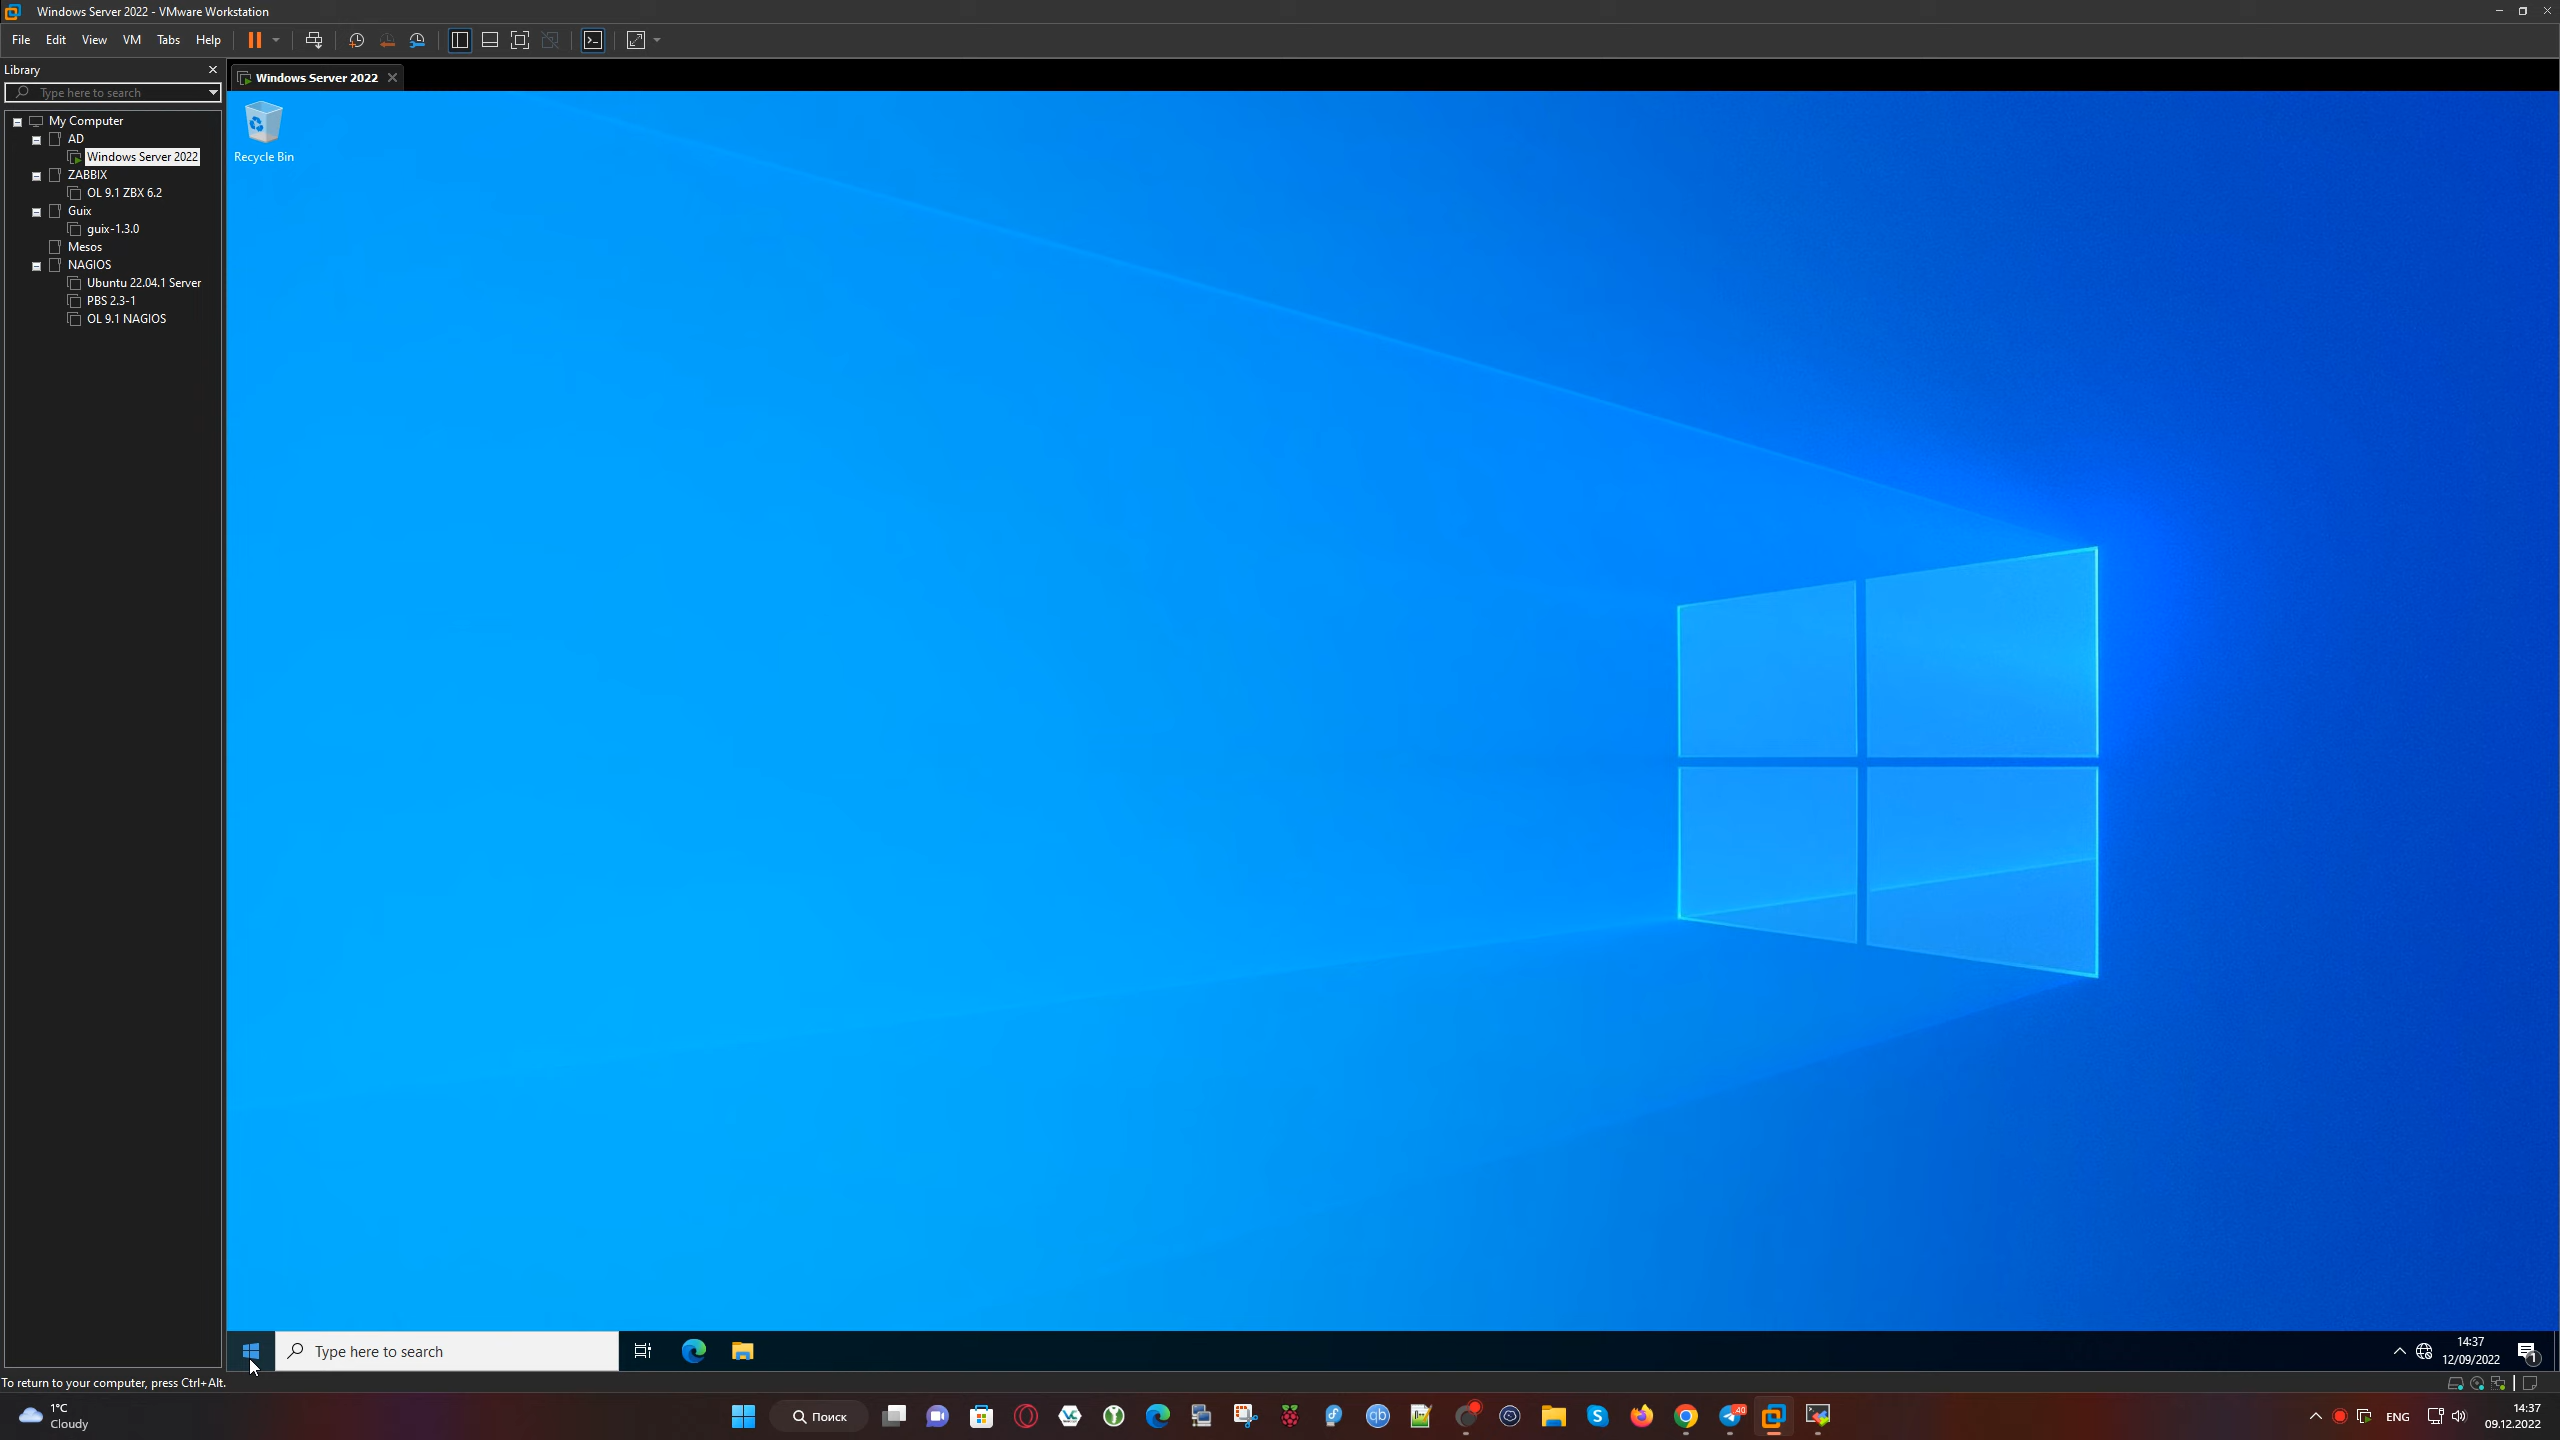 Windows Server 2022 - VMware Workstation
File Edit View VM Tabs Help
Library
Type here to search
My Computer
AD
Windows Server 2022
ZABBIX
OL 9.1 ZBX 6.2
Guix
guix-1.3.0
Mesos
NAGIOS
Ubuntu 22.04.1 Server
PBS 2.3-1
OL 9.1 NAGIOS
Windows Server 2022
Recycle Bin
Type here to search
14:37
12/09/2022
1
To return to your computer, press Ctrl+Alt.
1°C
Cloudy
Поиск
qb
40
ENG
14:37
09.12.2022